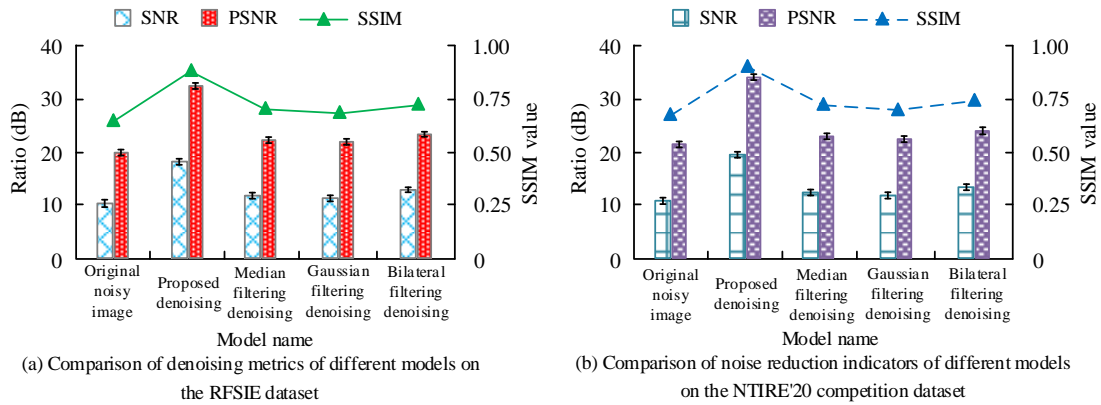 SNR PSNR SSIM
40
30
20
10
0
Ratio (dB)
1.00
0.75
0.50
0.25
0
SSIM value
Original
noisy
image
Proposed
denoising
Median
filtering
denoising
Gaussian
filtering
denoising
Bilateral
filtering
denoising
Model name
(a) Comparison of denoising metrics of different models on
the RFSIE dataset
SNR PSNR SSIM
40
30
20
10
0
Ratio (dB)
1.00
0.75
0.50
0.25
0
SSIM value
Original
noisy
image
Proposed
denoising
Median
filtering
denoising
Gaussian
filtering
denoising
Bilateral
filtering
denoising
Model name
(b) Comparison of noise reduction indicators of different models
on the NTIRE'20 competition dataset